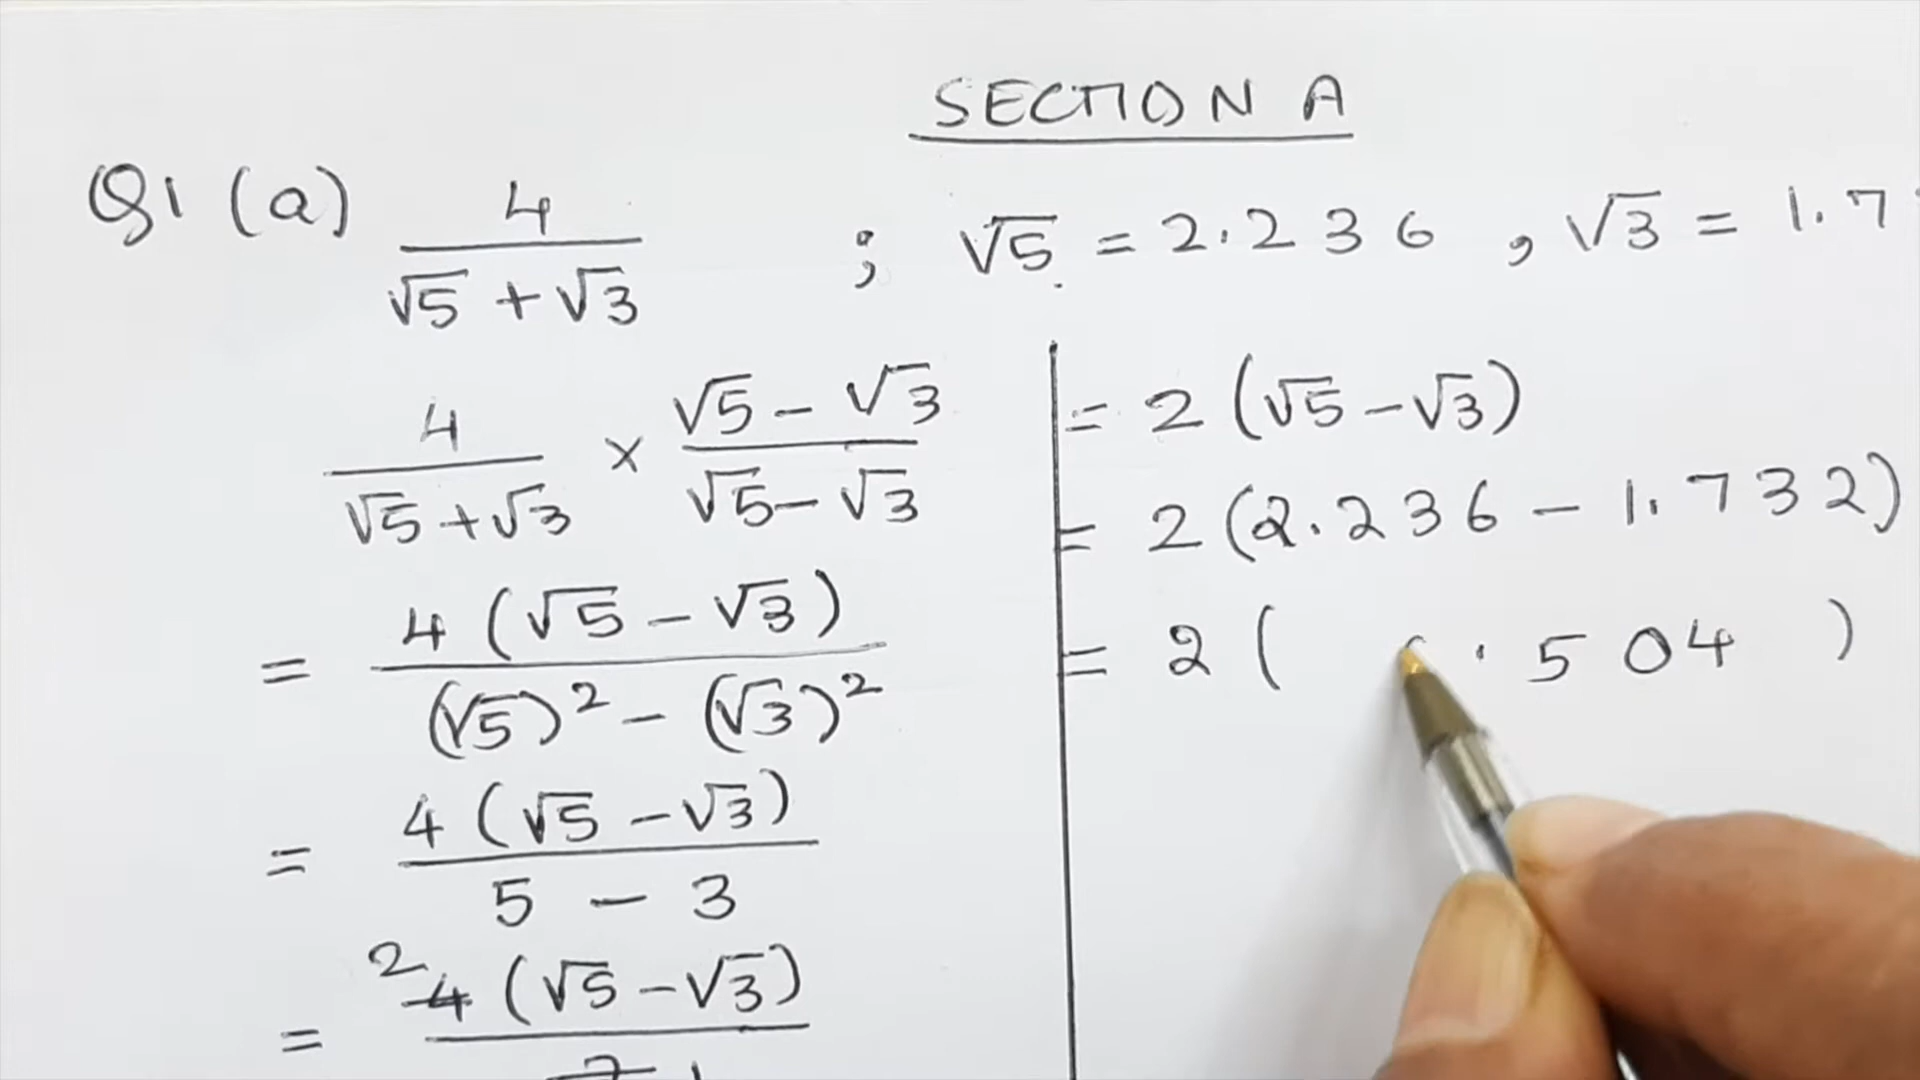 SECTION A
Q1 (a) 4/(√5 + √3) ; √5 = 2.236 , √3 = 1.7
4/(√5+√3) × (√5 – √3)/(√5 – √3)
= 4 (√5 – √3)/((√5)² – (√3)²)
= 4 (√5 – √3)/(5 – 3)
= ²4 (√5 – √3)/2 1
= 2 (√5 – √3)
= 2 (2.236 – 1.732)
= 2 ( .504 )